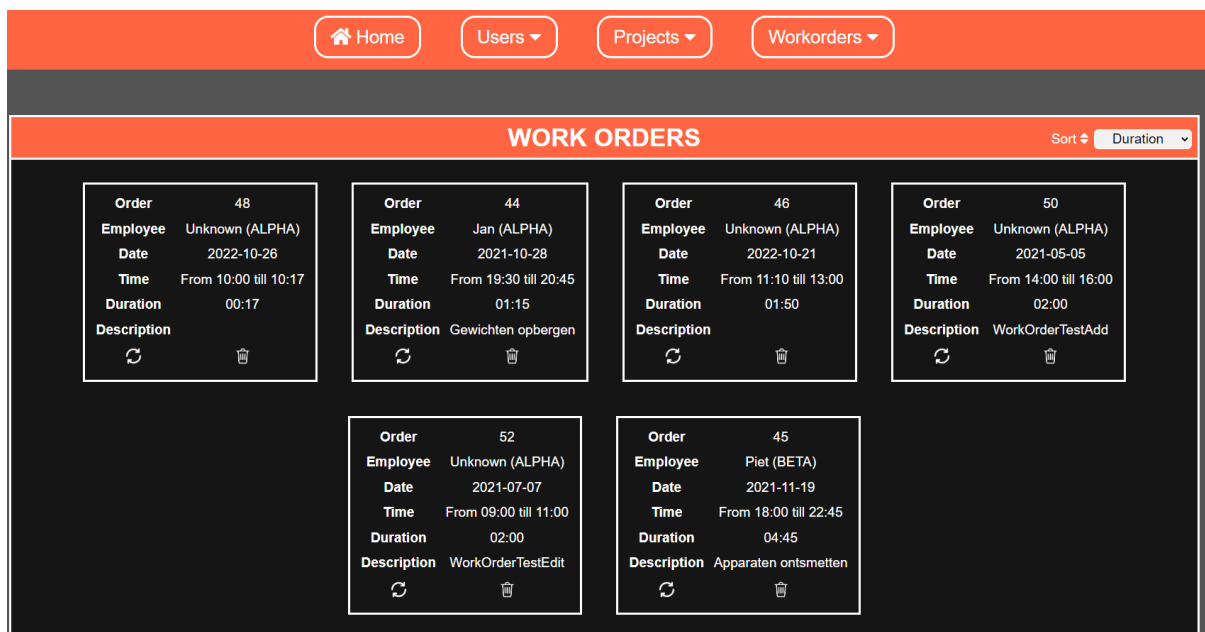 Home Users Projects Workorders
WORK ORDERS Sort Duration
Order 48
Employee Unknown (ALPHA)
Date 2022-10-26
Time From 10:00 till 10:17
Duration 00:17
Description
Order 44
Employee Jan (ALPHA)
Date 2021-10-28
Time From 19:30 till 20:45
Duration 01:15
Description Gewichten opbergen
Order 46
Employee Unknown (ALPHA)
Date 2022-10-21
Time From 11:10 till 13:00
Duration 01:50
Description
Order 50
Employee Unknown (ALPHA)
Date 2021-05-05
Time From 14:00 till 16:00
Duration 02:00
Description WorkOrderTestAdd
Order 52
Employee Unknown (ALPHA)
Date 2021-07-07
Time From 09:00 till 11:00
Duration 02:00
Description WorkOrderTestEdit
Order 45
Employee Piet (BETA)
Date 2021-11-19
Time From 18:00 till 22:45
Duration 04:45
Description Apparaten ontsmetten